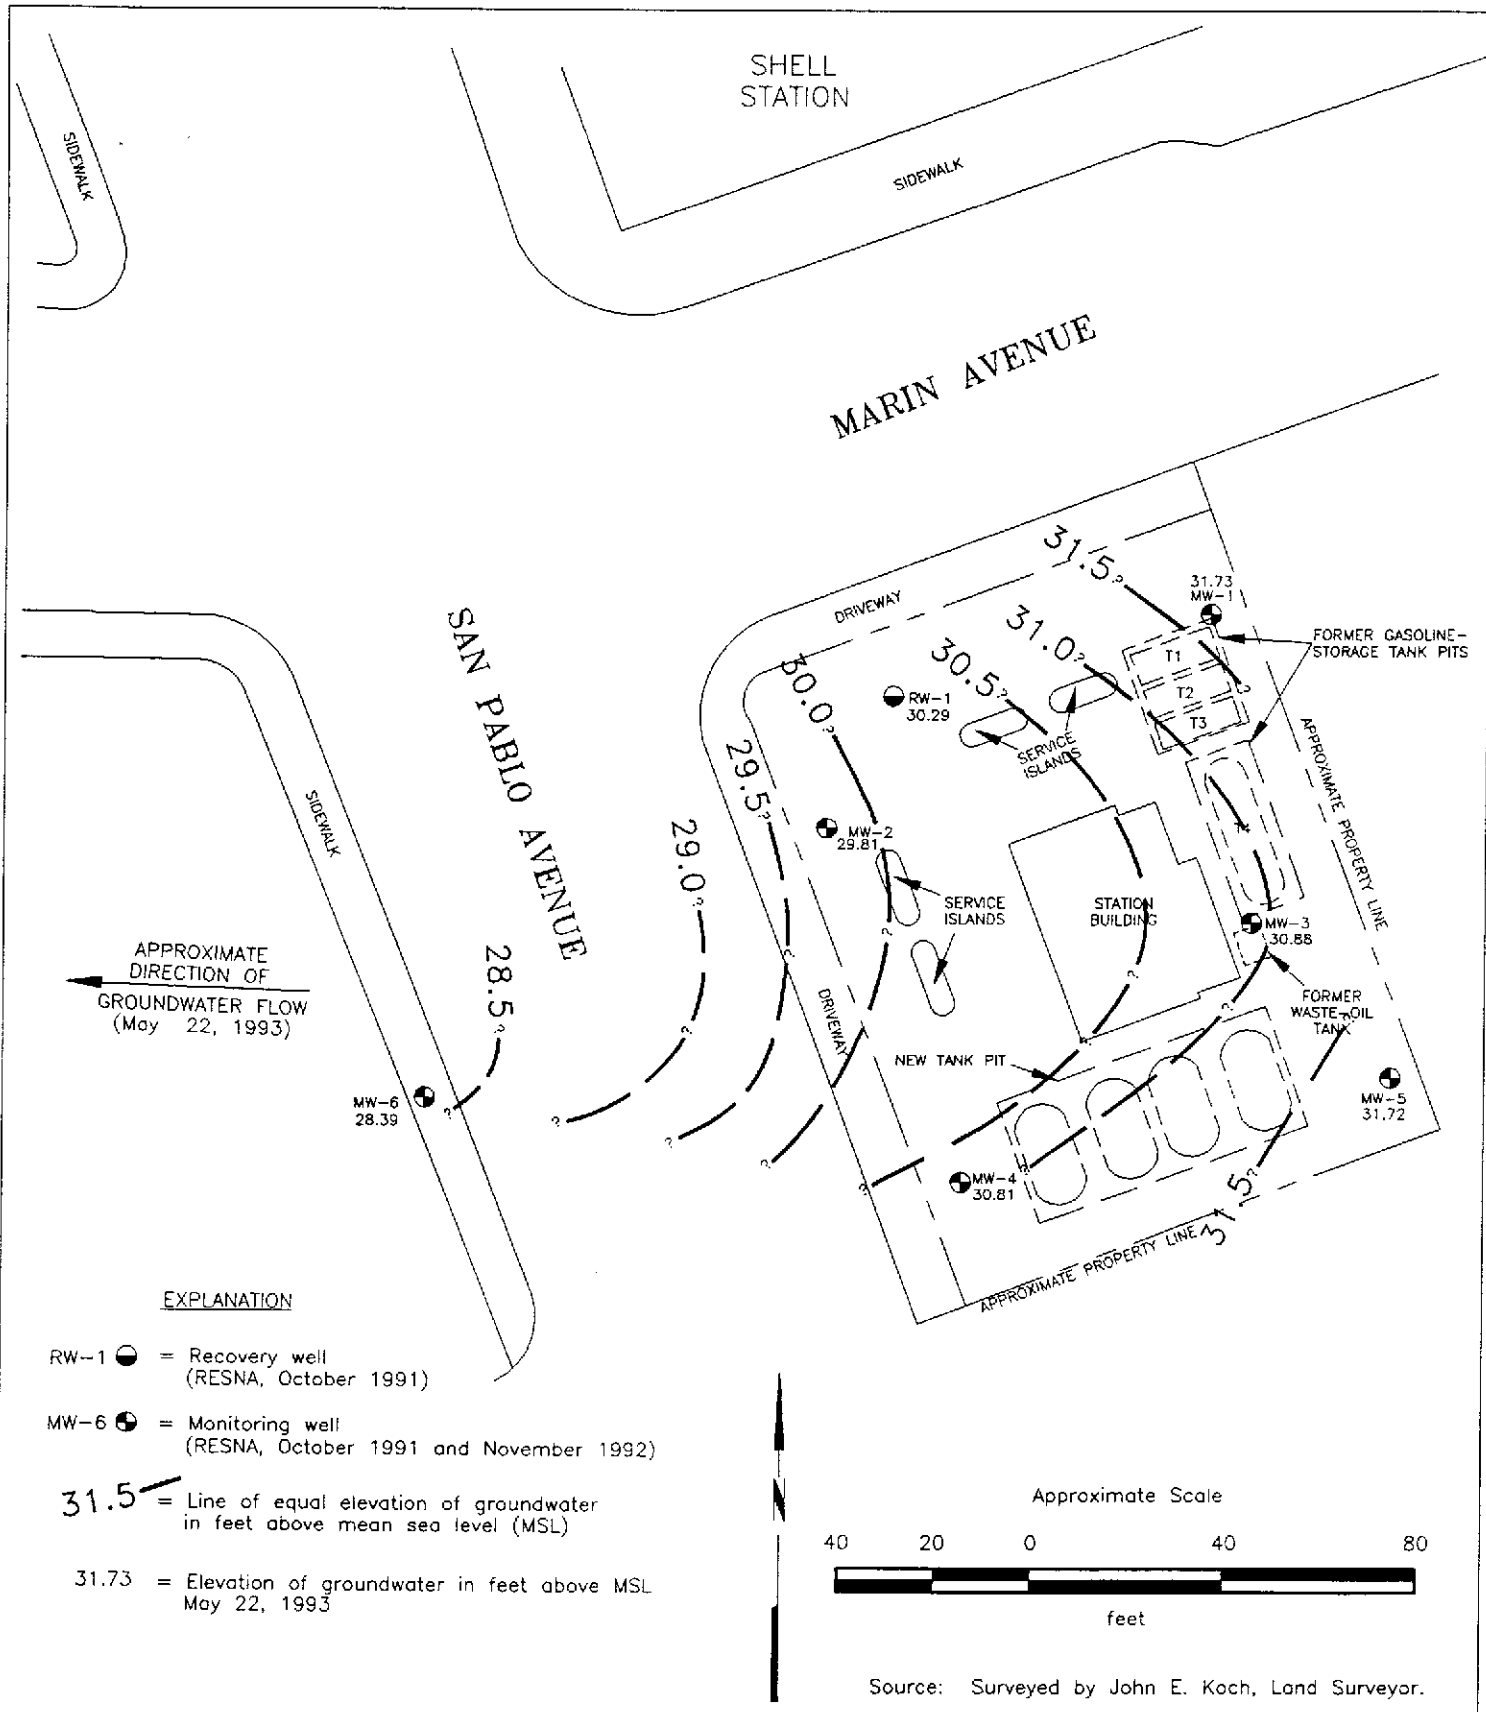 SHELL
STATION
SIDEWALK
SIDEWALK
MARIN AVENUE
31.5?
31.73
MW-1
DRIVEWAY
31.0?
FORMER GASOLINE-
STORAGE TANK PITS
T1
T2
T3
30.5?
30.0?
RW-1
30.29
SERVICE
ISLANDS
SAN PABLO AVENUE
29.5?
APPROXIMATE PROPERTY LINE
SIDEWALK
29.0?
MW-2
29.81
SERVICE
ISLANDS
STATION
BUILDING
MW-3
30.88
APPROXIMATE
DIRECTION OF
GROUNDWATER FLOW
(May 22, 1993)
28.5?
DRIVEWAY
FORMER
WASTE-OIL
TANK
NEW TANK PIT
MW-6
28.39
MW-5
31.72
MW-4
30.81
31.5?
APPROXIMATE PROPERTY LINE
EXPLANATION
RW-1 = Recovery well
(RESNA, October 1991)
MW-6 = Monitoring well
(RESNA, October 1991 and November 1992)
31.5 = Line of equal elevation of groundwater
in feet above mean sea level (MSL)
31.73 = Elevation of groundwater in feet above MSL
May 22, 1993
N
Approximate Scale
40 20 0 40 80
feet
Source: Surveyed by John E. Koch, Land Surveyor.